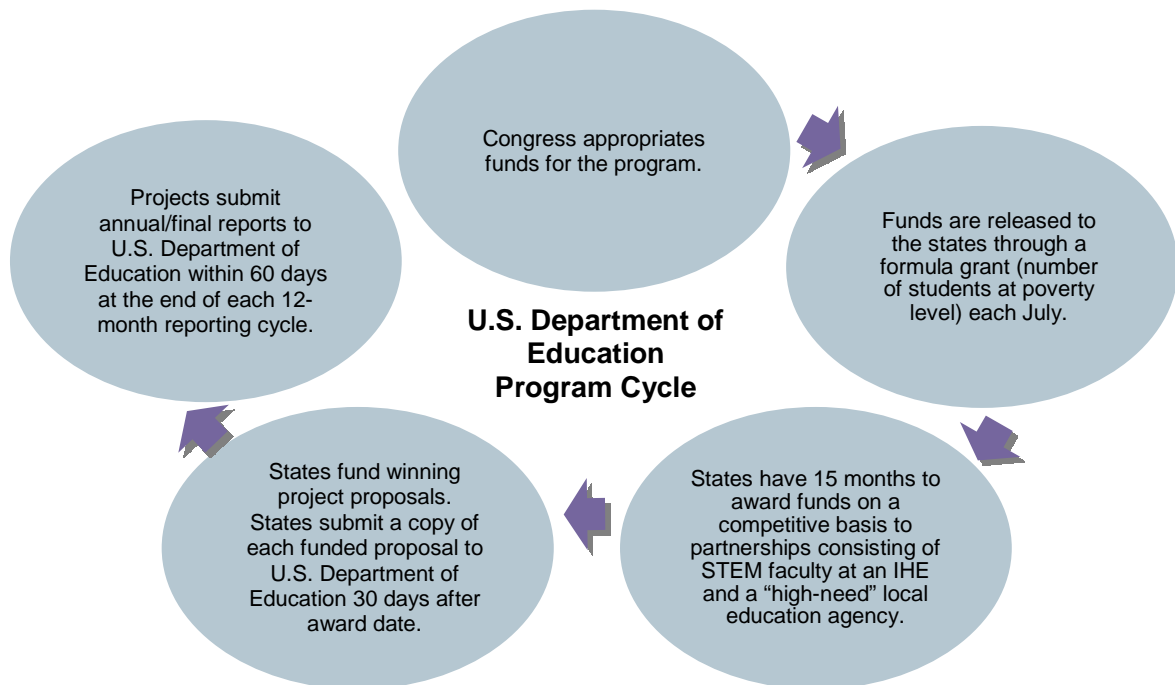 Congress appropriates
funds for the program.
Funds are released to
the states through a
formula grant (number
of students at poverty
level) each July.
States have 15 months to
award funds on a
competitive basis to
partnerships consisting of
STEM faculty at an IHE
and a “high-need” local
education agency.
States fund winning
project proposals.
States submit a copy of
each funded proposal to
U.S. Department of
Education 30 days after
award date.
Projects submit
annual/final reports to
U.S. Department of
Education within 60 days
at the end of each 12-
month reporting cycle.
U.S. Department of
Education
Program Cycle